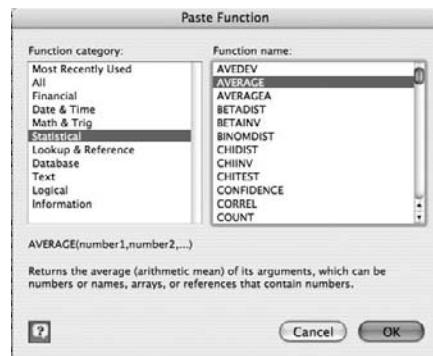 Paste Function
Function category:
Most Recently Used
All
Financial
Date & Time
Math & Trig
Statistical
Lookup & Reference
Database
Text
Logical
Information
Function name:
AVEDEV
AVERAGE
AVERAGEA
BETADIST
BETAINV
BINOMDIST
CHIDIST
CHIINV
CHITEST
CONFIDENCE
CORREL
COUNT
AVERAGE(number1,number2,...)
Returns the average (arithmetic mean) of its arguments, which can be
numbers or names, arrays, or references that contain numbers.
?
Cancel
OK